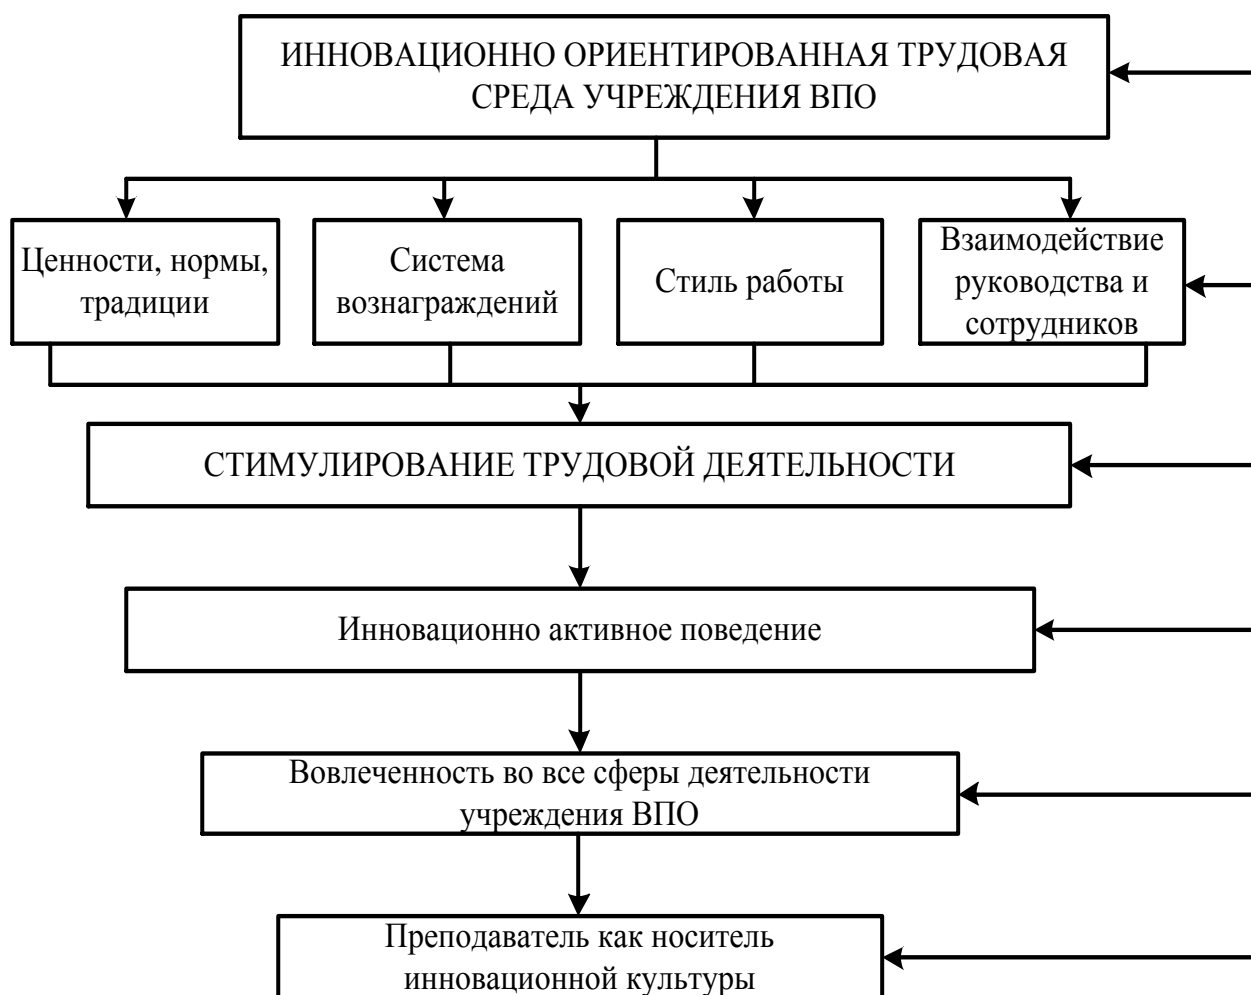 ИННОВАЦИОННО ОРИЕНТИРОВАННАЯ ТРУДОВАЯ
СРЕДА УЧРЕЖДЕНИЯ ВПО
Ценности, нормы,
традиции
Система
вознаграждений
Стиль работы
Взаимодействие
руководства и
сотрудников
СТИМУЛИРОВАНИЕ ТРУДОВОЙ ДЕЯТЕЛЬНОСТИ
Инновационно активное поведение
Вовлеченность во все сферы деятельности
учреждения ВПО
Преподаватель как носитель
инновационной культуры